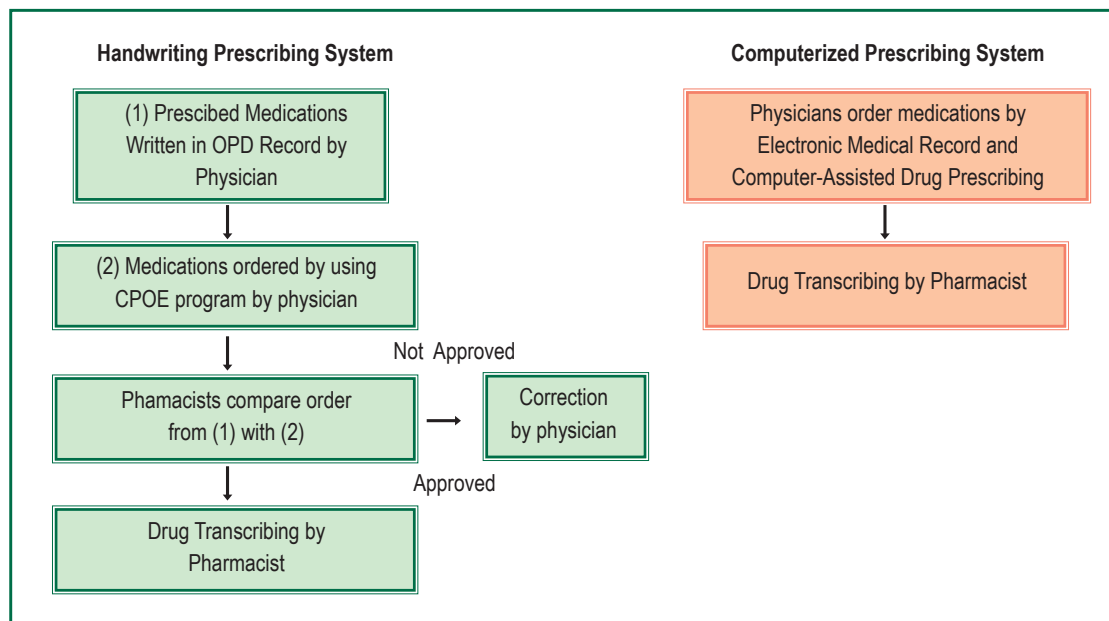 Handwriting Prescribing System
(1) Prescibed Medications
Written in OPD Record by
Physician
(2) Medications ordered by using
CPOE program by physician
Not Approved
Phamacists compare order
from (1) with (2)
Correction
by physician
Approved
Drug Transcribing by
Pharmacist
Computerized Prescribing System
Physicians order medications by
Electronic Medical Record and
Computer-Assisted Drug Prescribing
Drug Transcribing by Pharmacist